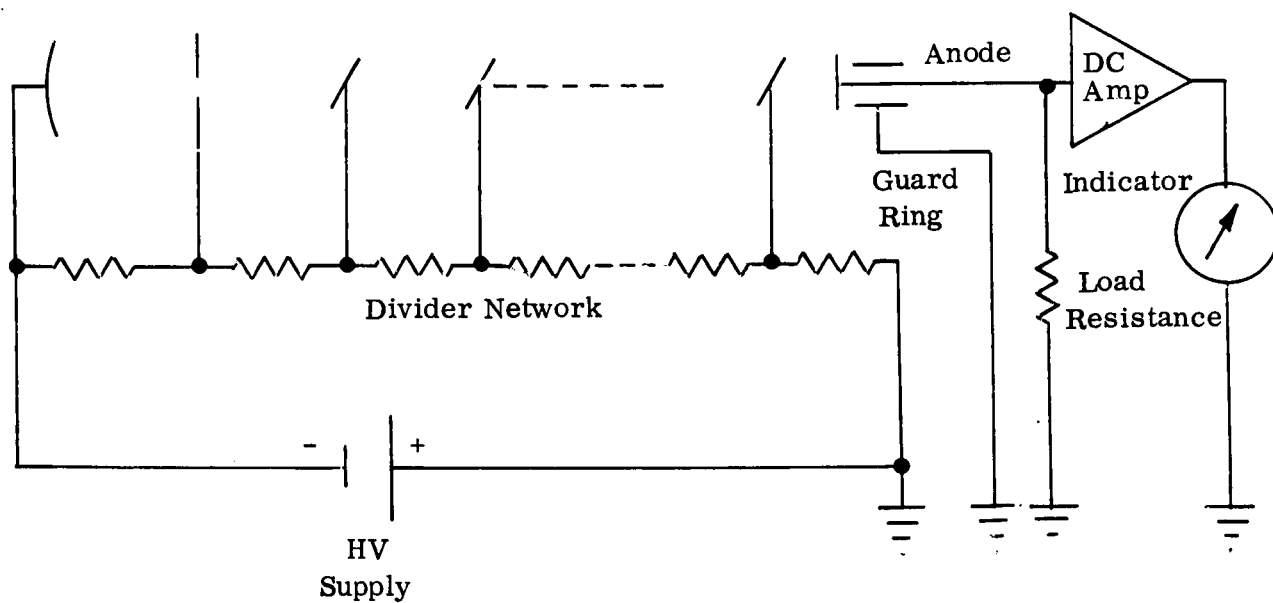 Anode
DC
Amp
Guard
Ring
Indicator
Divider Network
Load
Resistance
-
+
HV
Supply